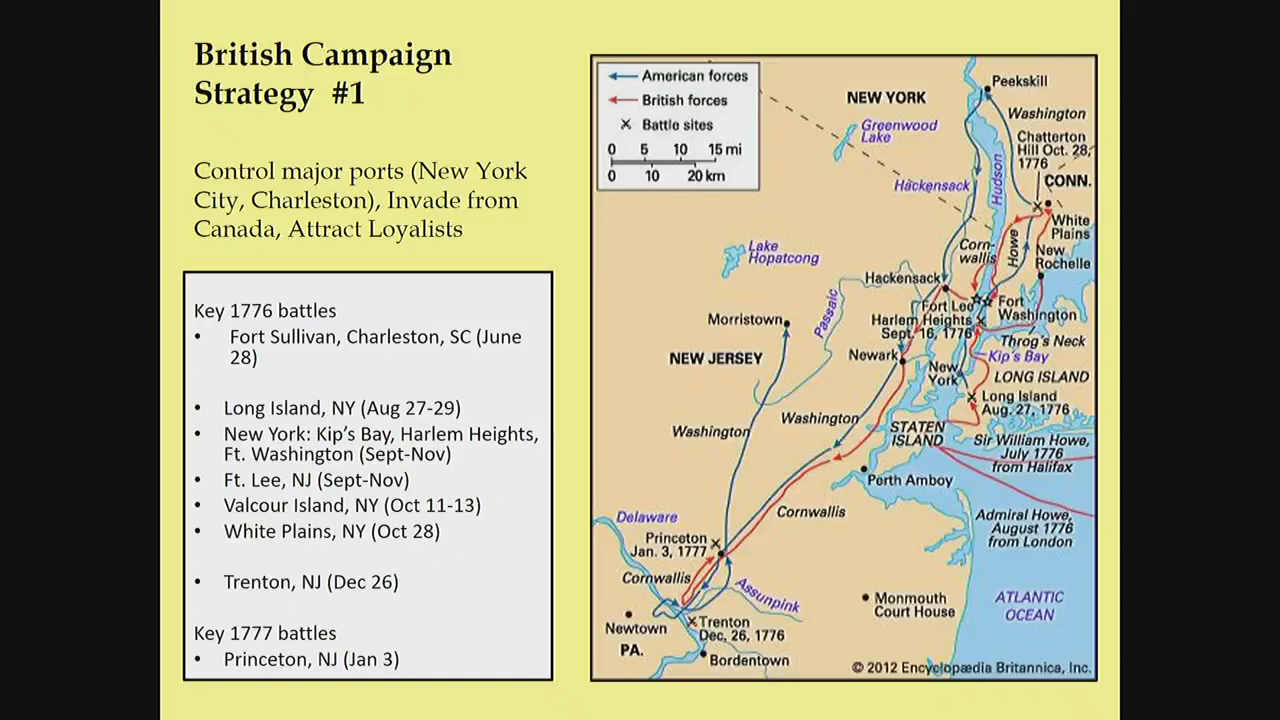 British Campaign
Strategy #1
Control major ports (New York
City, Charleston), Invade from
Canada, Attract Loyalists
Key 1776 battles
• Fort Sullivan, Charleston, SC (June
28)
• Long Island, NY (Aug 27-29)
• New York: Kip’s Bay, Harlem Heights,
Ft. Washington (Sept-Nov)
• Ft. Lee, NJ (Sept-Nov)
• Valcour Island, NY (Oct 11-13)
• White Plains, NY (Oct 28)
• Trenton, NJ (Dec 26)
Key 1777 battles
• Princeton, NJ (Jan 3)
American forces
British forces
Battle sites
0 5 10 15 mi
0 10 20 km
NEW YORK
Greenwood
Lake
Peekskill
Washington
Chatterton
Hill Oct. 28,
1776
CONN.
Hackensack
Hudson
White
Plains
New
Rochelle
Corn-
wallis
Howe
Lake
Hopatcong
Hackensack
Passaic
Fort Lee
Fort
Washington
Harlem Heights
Sept. 16, 1776
Morristown
Throg's Neck
Kip's Bay
NEW JERSEY
Newark
New
York
LONG ISLAND
Long Island
Aug. 27, 1776
Washington
Washington
STATEN
ISLAND
Sir William Howe,
July 1776
from Halifax
Perth Amboy
Cornwallis
Admiral Howe,
August 1776
from London
Delaware
Princeton
Jan. 3, 1777
Cornwallis
Assunpink
Monmouth
Court House
ATLANTIC
OCEAN
Newtown
Trenton
Dec. 26, 1776
PA.
Bordentown
© 2012 Encyclopædia Britannica, Inc.